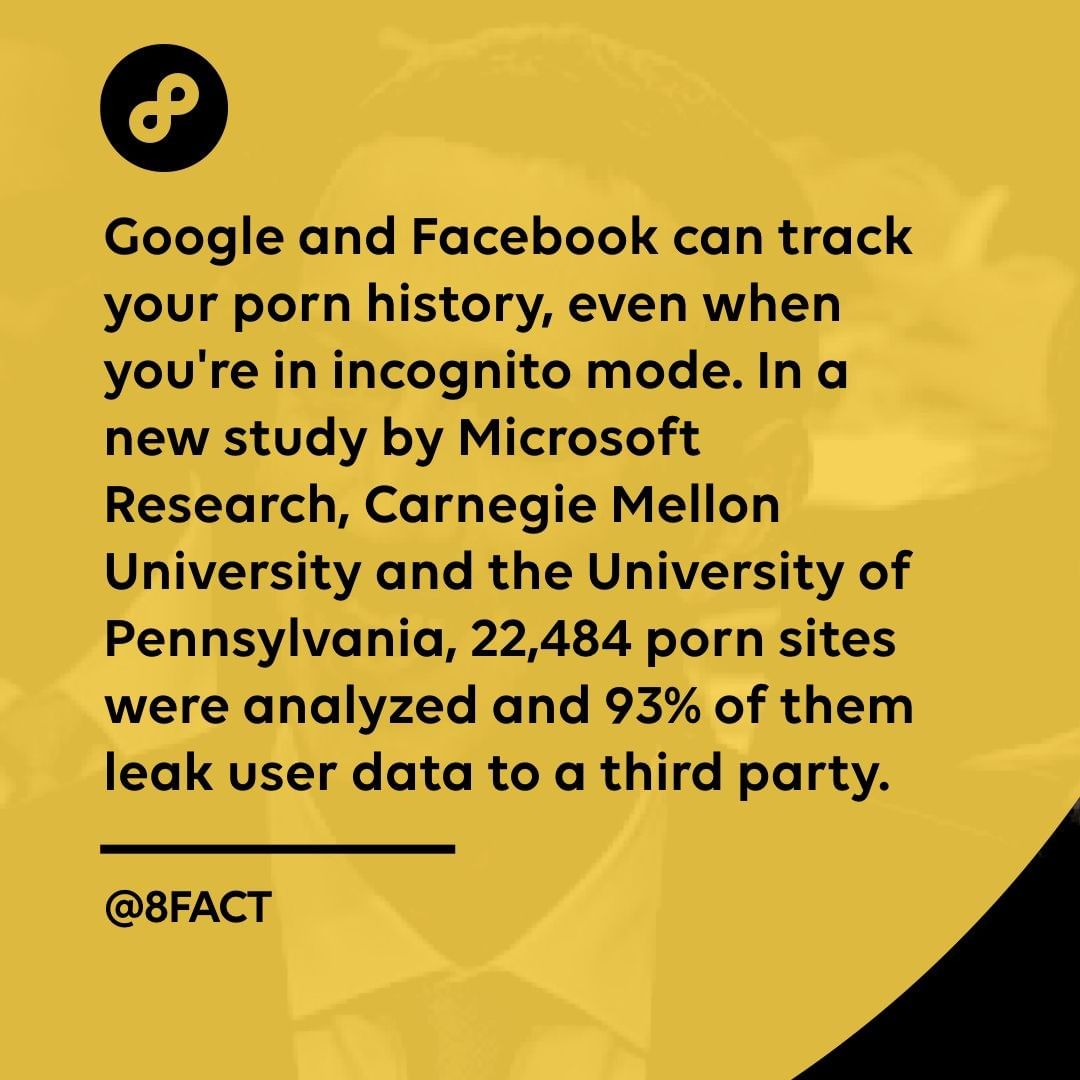 Google and Facebook can track
your porn history, even when
you're in incognito mode. In a
new study by Microsoft
Research, Carnegie Mellon
University and the University of
Pennsylvania, 22,484 porn sites
were analyzed and 93% of them
leak user data to a third party.
@8FACT